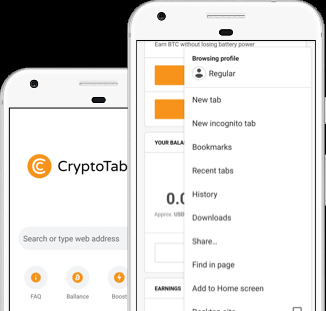 CryptoTab
Search or type web address
FAQ
Ballance
Boost
Earn BTC without losing battery power
YOUR BALA
0.0
Approx. USD
EARNINGS
Browsing profile
Regular
New tab
New incognito tab
Bookmarks
Recent tabs
History
Downloads
Share...
Find in page
Add to Home screen
Desktop site